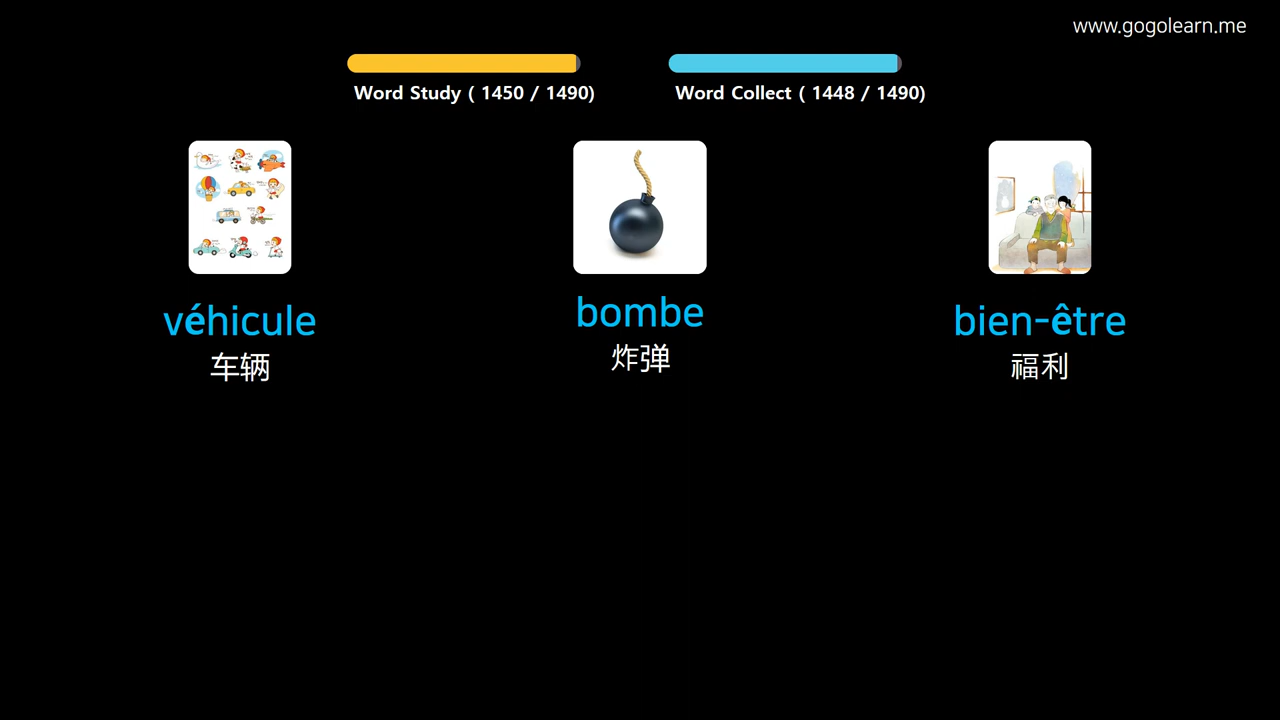 www.gogolearn.me
Word Study ( 1450 / 1490)
Word Collect ( 1448 / 1490)
véhicule
车辆
bombe
炸弹
bien-être
福利